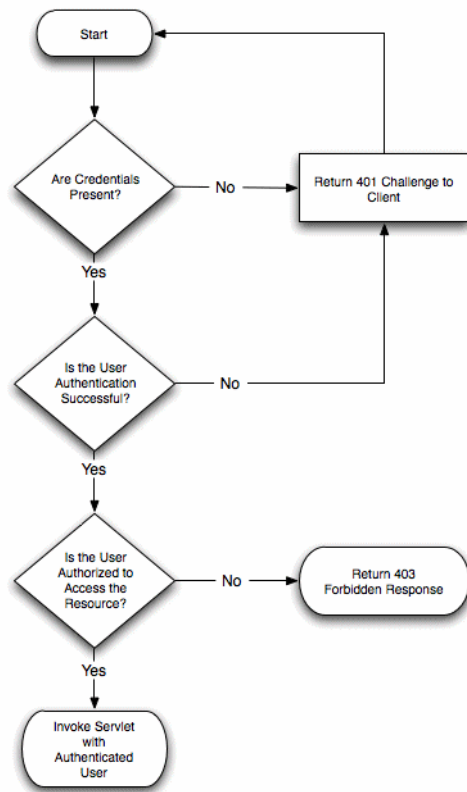 Start
Are Credentials
Present?
No
Return 401 Challenge to
Client
Yes
Is the User
Authentication
Successful?
No
Yes
Is the User
Authorized to
Access the
Resource?
No
Return 403
Forbidden Response
Yes
Invoke Servlet
with
Authenticated
User